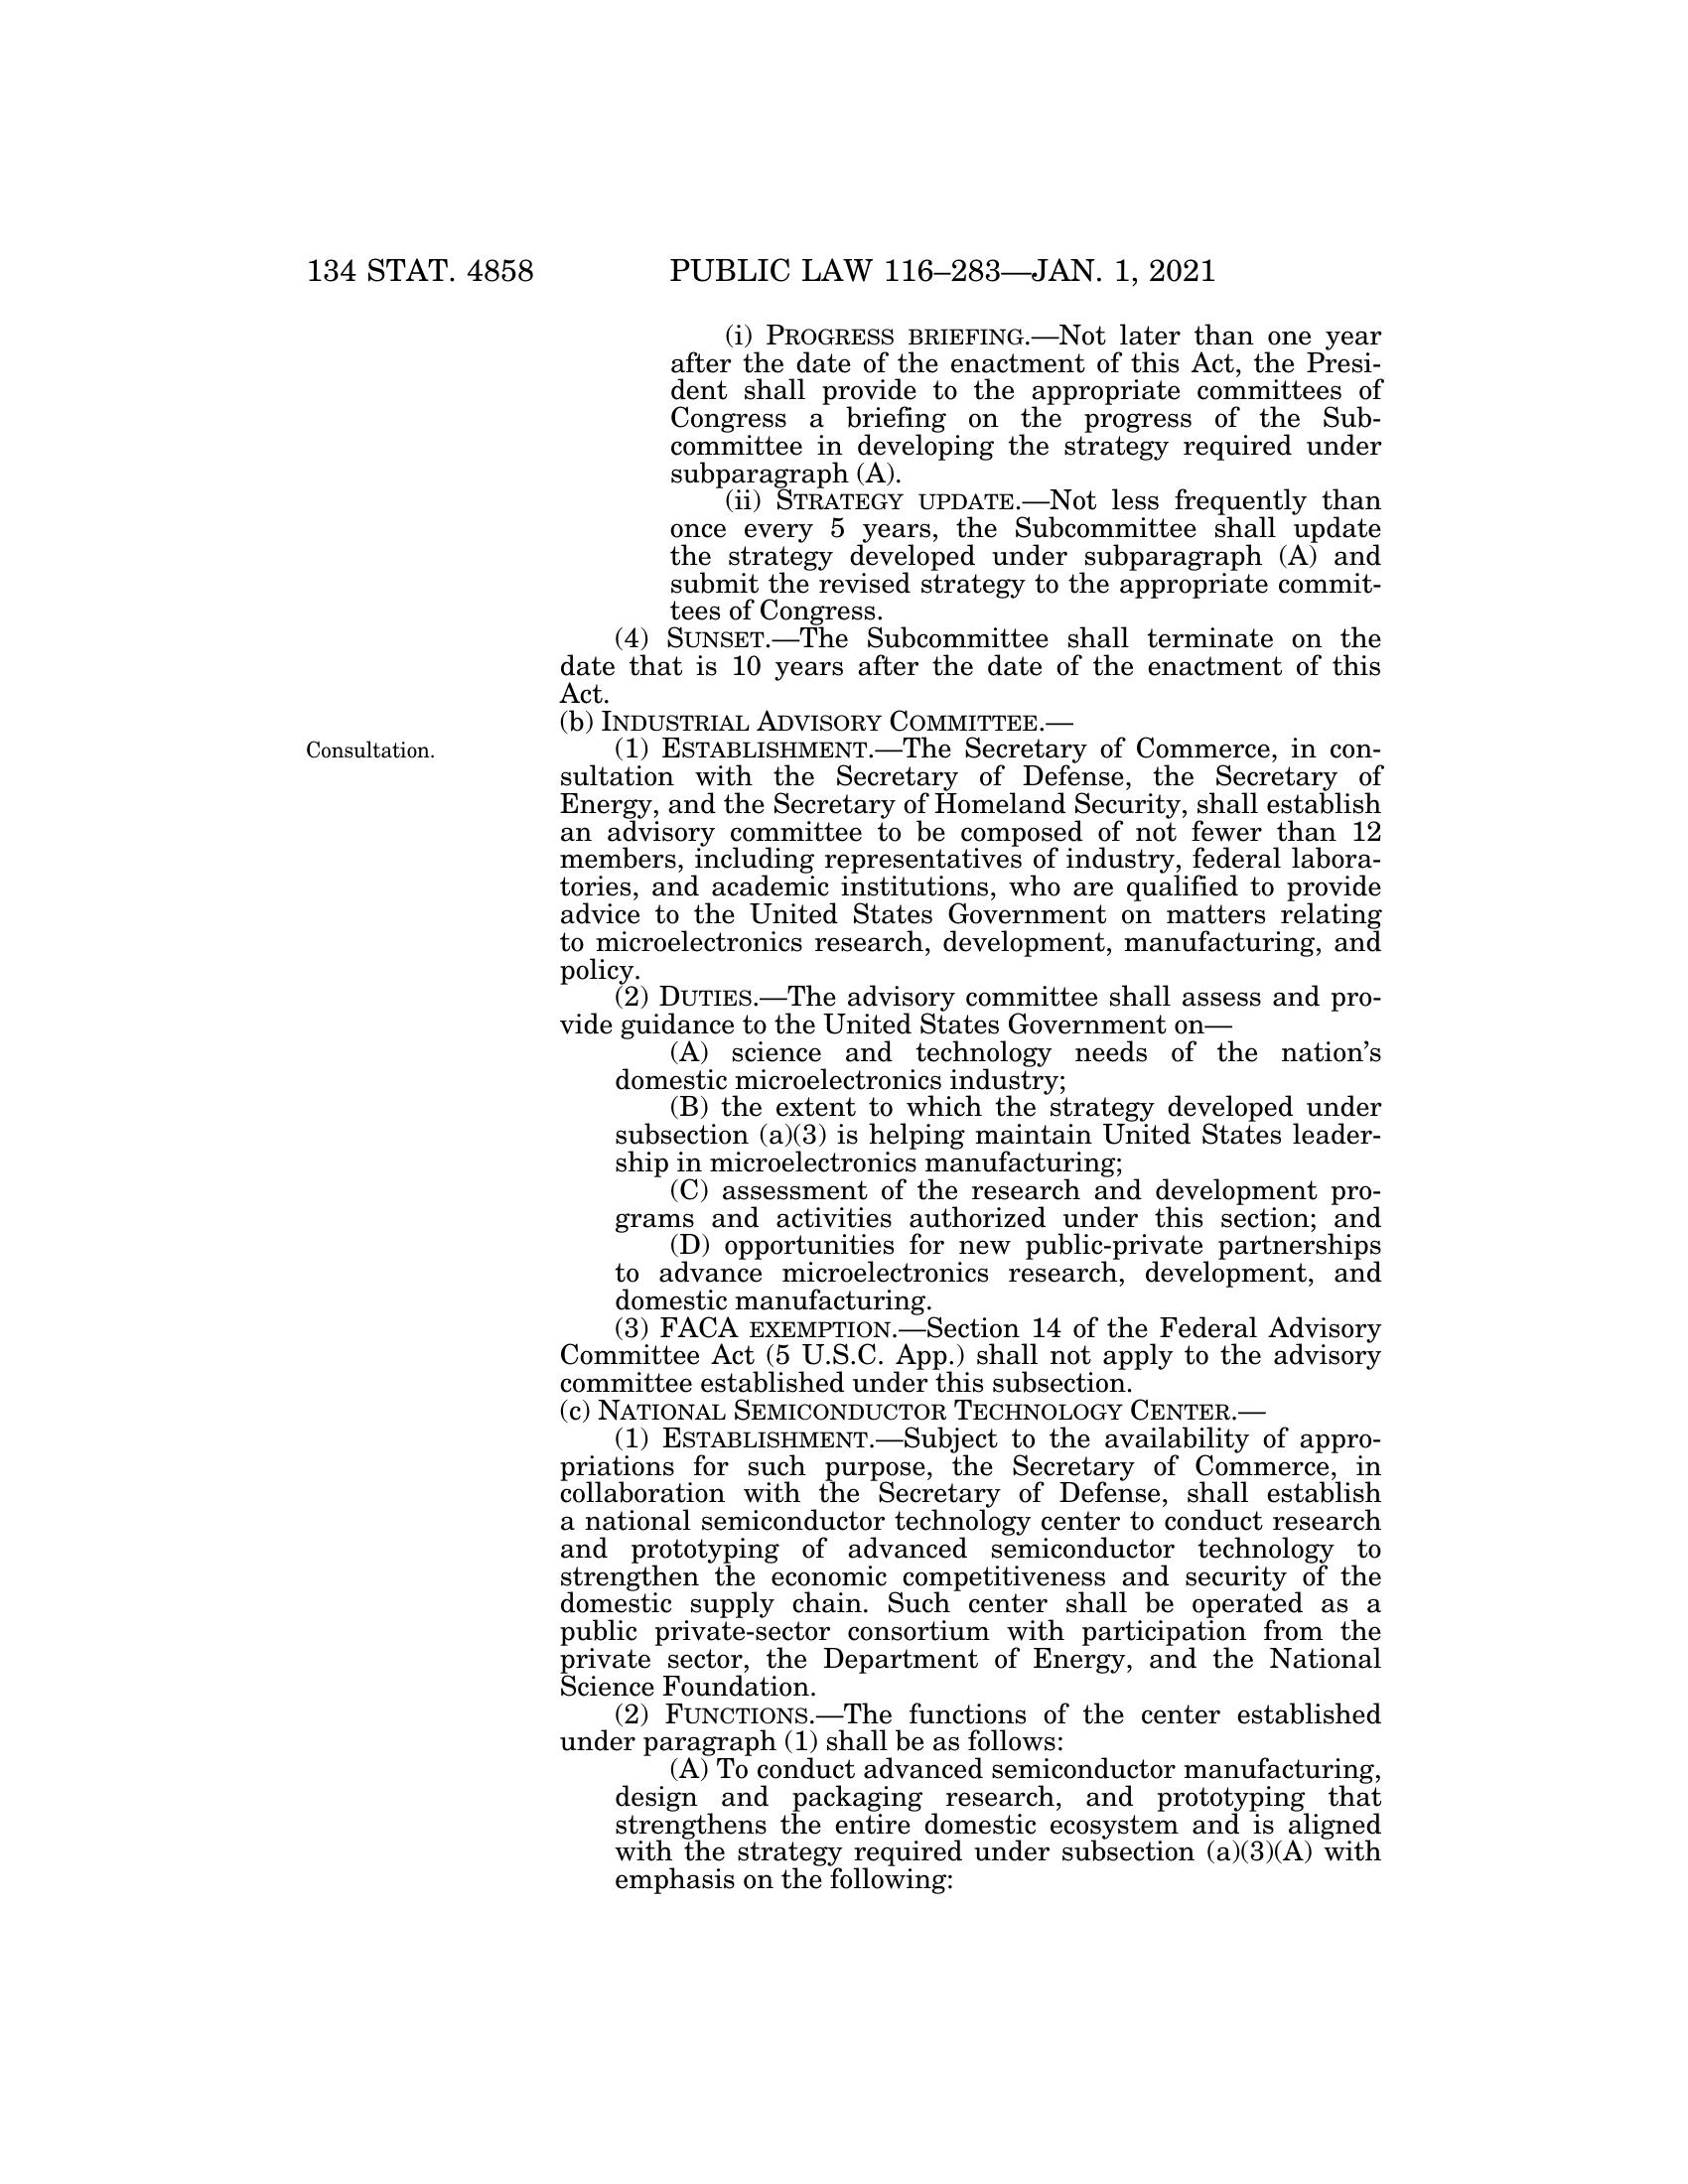 134 STAT. 4858 PUBLIC LAW 116–283—JAN. 1, 2021
(i) PROGRESS BRIEFING.—Not later than one year
after the date of the enactment of this Act, the Presi-
dent shall provide to the appropriate committees of
Congress a briefing on the progress of the Sub-
committee in developing the strategy required under
subparagraph (A).
(ii) STRATEGY UPDATE.—Not less frequently than
once every 5 years, the Subcommittee shall update
the strategy developed under subparagraph (A) and
submit the revised strategy to the appropriate commit-
tees of Congress.
(4) SUNSET.—The Subcommittee shall terminate on the
date that is 10 years after the date of the enactment of this
Act.
(b) INDUSTRIAL ADVISORY COMMITTEE.—
Consultation.
(1) ESTABLISHMENT.—The Secretary of Commerce, in con-
sultation with the Secretary of Defense, the Secretary of
Energy, and the Secretary of Homeland Security, shall establish
an advisory committee to be composed of not fewer than 12
members, including representatives of industry, federal labora-
tories, and academic institutions, who are qualified to provide
advice to the United States Government on matters relating
to microelectronics research, development, manufacturing, and
policy.
(2) DUTIES.—The advisory committee shall assess and pro-
vide guidance to the United States Government on—
(A) science and technology needs of the nation’s
domestic microelectronics industry;
(B) the extent to which the strategy developed under
subsection (a)(3) is helping maintain United States leader-
ship in microelectronics manufacturing;
(C) assessment of the research and development pro-
grams and activities authorized under this section; and
(D) opportunities for new public-private partnerships
to advance microelectronics research, development, and
domestic manufacturing.
(3) FACA EXEMPTION.—Section 14 of the Federal Advisory
Committee Act (5 U.S.C. App.) shall not apply to the advisory
committee established under this subsection.
(c) NATIONAL SEMICONDUCTOR TECHNOLOGY CENTER.—
(1) ESTABLISHMENT.—Subject to the availability of appro-
priations for such purpose, the Secretary of Commerce, in
collaboration with the Secretary of Defense, shall establish
a national semiconductor technology center to conduct research
and prototyping of advanced semiconductor technology to
strengthen the economic competitiveness and security of the
domestic supply chain. Such center shall be operated as a
public private-sector consortium with participation from the
private sector, the Department of Energy, and the National
Science Foundation.
(2) FUNCTIONS.—The functions of the center established
under paragraph (1) shall be as follows:
(A) To conduct advanced semiconductor manufacturing,
design and packaging research, and prototyping that
strengthens the entire domestic ecosystem and is aligned
with the strategy required under subsection (a)(3)(A) with
emphasis on the following: